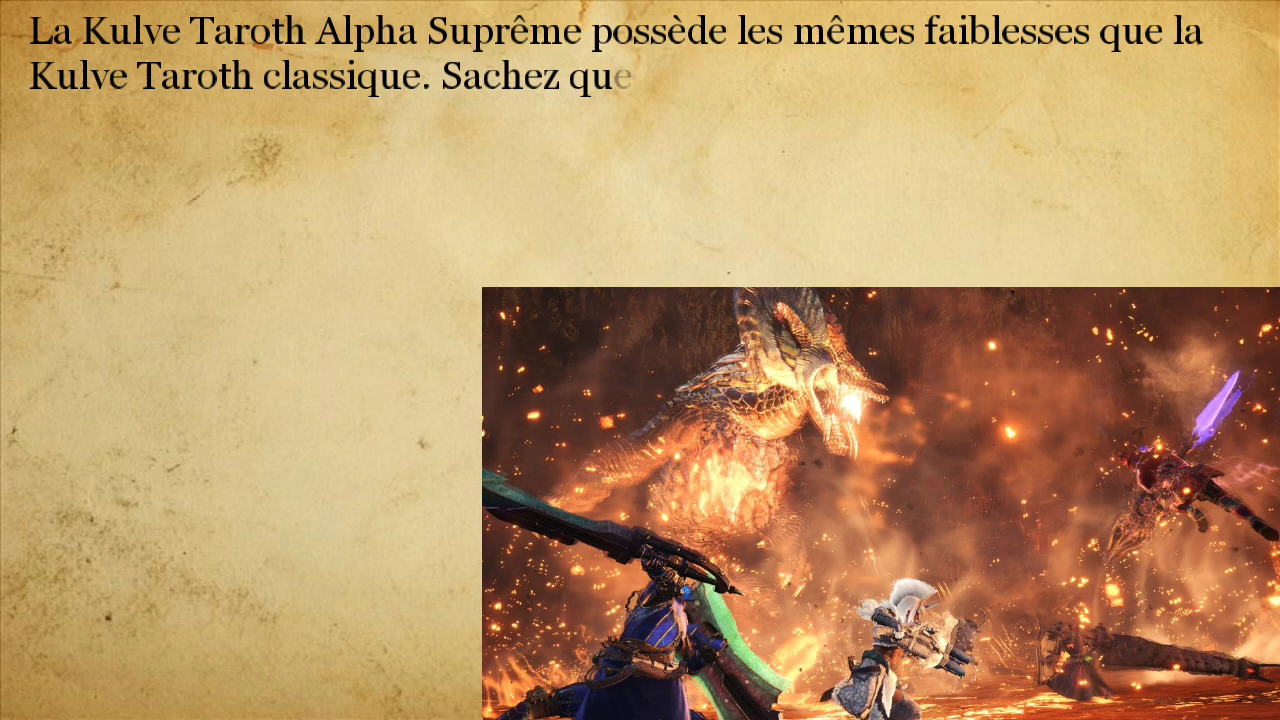 La Kulve Taroth Alpha Suprême possède les mêmes faiblesses que la
Kulve Taroth classique. Sachez que